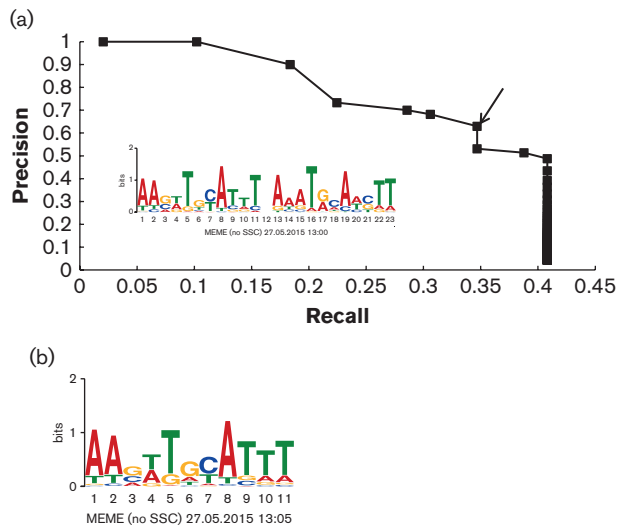 (a)
1
0.9
0.8
0.7
0.6
0.5
0.4
0.3
0.2
0.1
0
Precision
2
1
0
bits
1 2 3 4 5 6 7 8 9 10 11 12 13 14 15 16 17 18 19 20 21 22 23
MEME (no SSC) 27.05.2015 13:00
0 0.05 0.1 0.15 0.2 0.25 0.3 0.35 0.4 0.45
Recall
(b)
2
1
0
bits
AAGTTGCATTT
1 2 3 4 5 6 7 8 9 10 11
MEME (no SSC) 27.05.2015 13:05